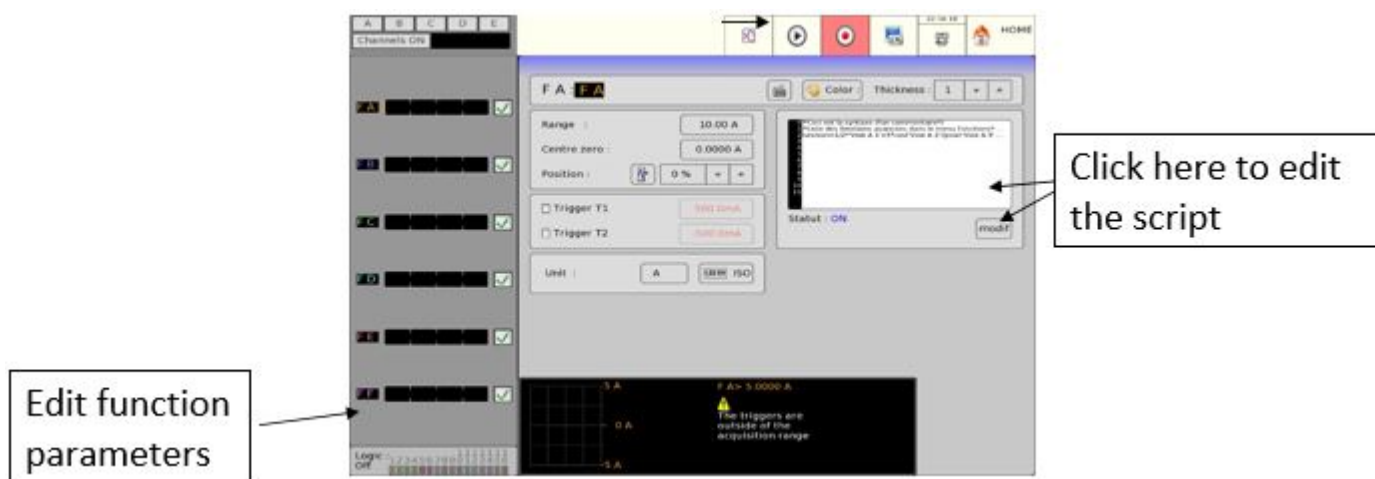 A B C D E
Channels ON
HOME
F A : F A
Color
Thickness : 1
Range : 10.00 A
Centre zero : 0.0000 A
Position : 0 %
Trigger T1
Trigger T2
Unit : A ISO
Statut : ON
modif
F A
F B
F C
F D
F E
F F
Logic
Off
Click here to edit
the script
Edit function
parameters
5 A
0 A
-5 A
F A> 5.0000 A
The triggers are
outside of the
acquisition range